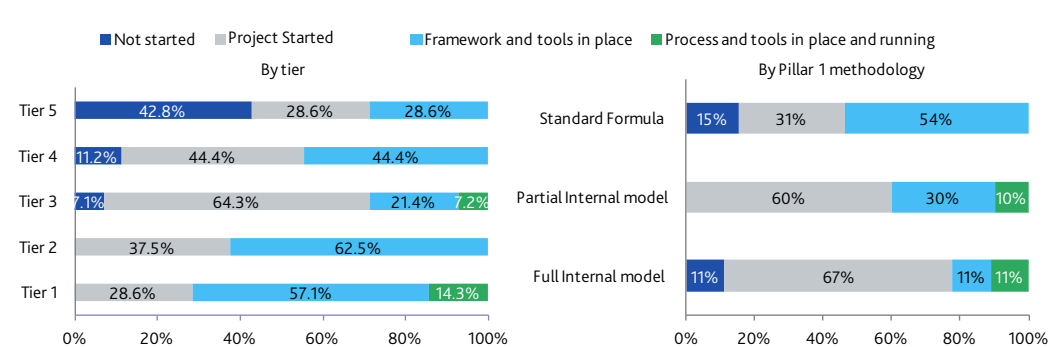 Not started Project Started Framework and tools in place Process and tools in place and running
By tier
Tier 5 42.8% 28.6% 28.6%
Tier 4 11.2% 44.4% 44.4%
Tier 3 7.1% 64.3% 21.4% 7.2%
Tier 2 37.5% 62.5%
Tier 1 28.6% 57.1% 14.3%
0% 20% 40% 60% 80% 100%
By Pillar 1 methodology
Standard Formula 15% 31% 54%
Partial Internal model 60% 30% 10%
Full Internal model 11% 67% 11% 11%
0% 20% 40% 60% 80% 100%